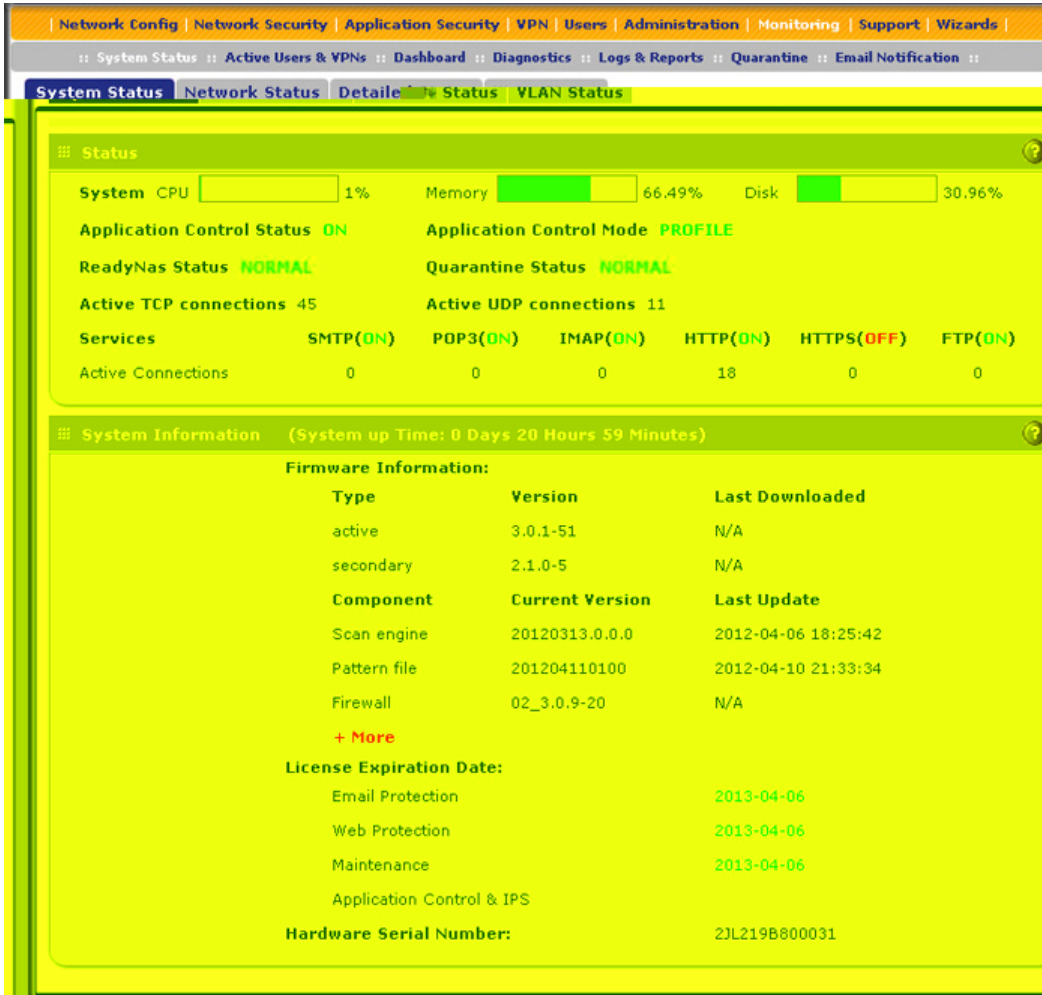 | Network Config | Network Security | Application Security | VPN | Users | Administration | Monitoring | Support | Wizards |
:: System Status :: Active Users & VPNs :: Dashboard :: Diagnostics :: Logs & Reports :: Quarantine :: Email Notification ::
System Status Network Status Status VLAN Status
Status ?
System CPU 1% Memory 66.49% Disk 30.96%
Application Control Status ON Application Control Mode PROFILE
ReadyNas Status NORMAL Quarantine Status NORMAL
Active TCP connections 45 Active UDP connections 11
Services SMTP(ON) POP3(ON) IMAP(ON) HTTP(ON) HTTPS(OFF) FTP(ON)
Active Connections 0 0 0 18 0 0
System Information (System up Time: 0 Days 20 Hours 59 Minutes) ?
Firmware Information:
Type Version Last Downloaded
active 3.0.1-51 N/A
secondary 2.1.0-5 N/A
Component Current Version Last Update
Scan engine 20120313.0.0.0 2012-04-06 18:25:42
Pattern file 201204110100 2012-04-10 21:33:34
Firewall 02_3.0.9-20 N/A
+ More
License Expiration Date:
Email Protection 2013-04-06
Web Protection 2013-04-06
Maintenance 2013-04-06
Application Control & IPS
Hardware Serial Number: 2JL219B800031